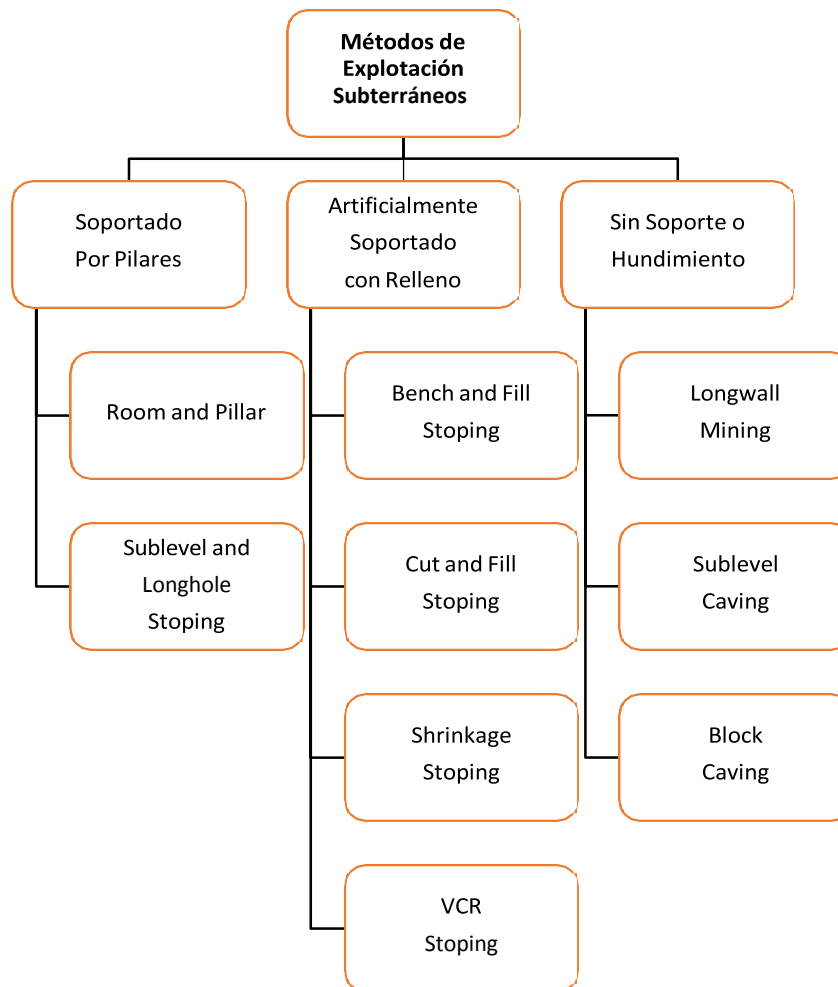 Métodos de
Explotación
Subterráneos
Soportado
Por Pilares
Artificialmente
Soportado
con Relleno
Sin Soporte o
Hundimiento
Room and Pillar
Sublevel and
Longhole
Stoping
Bench and Fill
Stoping
Cut and Fill
Stoping
Shrinkage
Stoping
VCR
Stoping
Longwall
Mining
Sublevel
Caving
Block
Caving